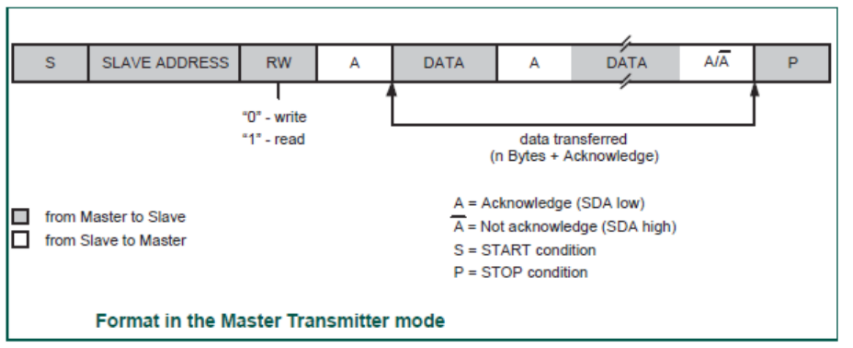 S SLAVE ADDRESS RW A DATA A DATA A/A̅ P
“0” - write
“1” - read
data transferred
(n Bytes + Acknowledge)
from Master to Slave
from Slave to Master
A = Acknowledge (SDA low)
A̅ = Not acknowledge (SDA high)
S = START condition
P = STOP condition
Format in the Master Transmitter mode